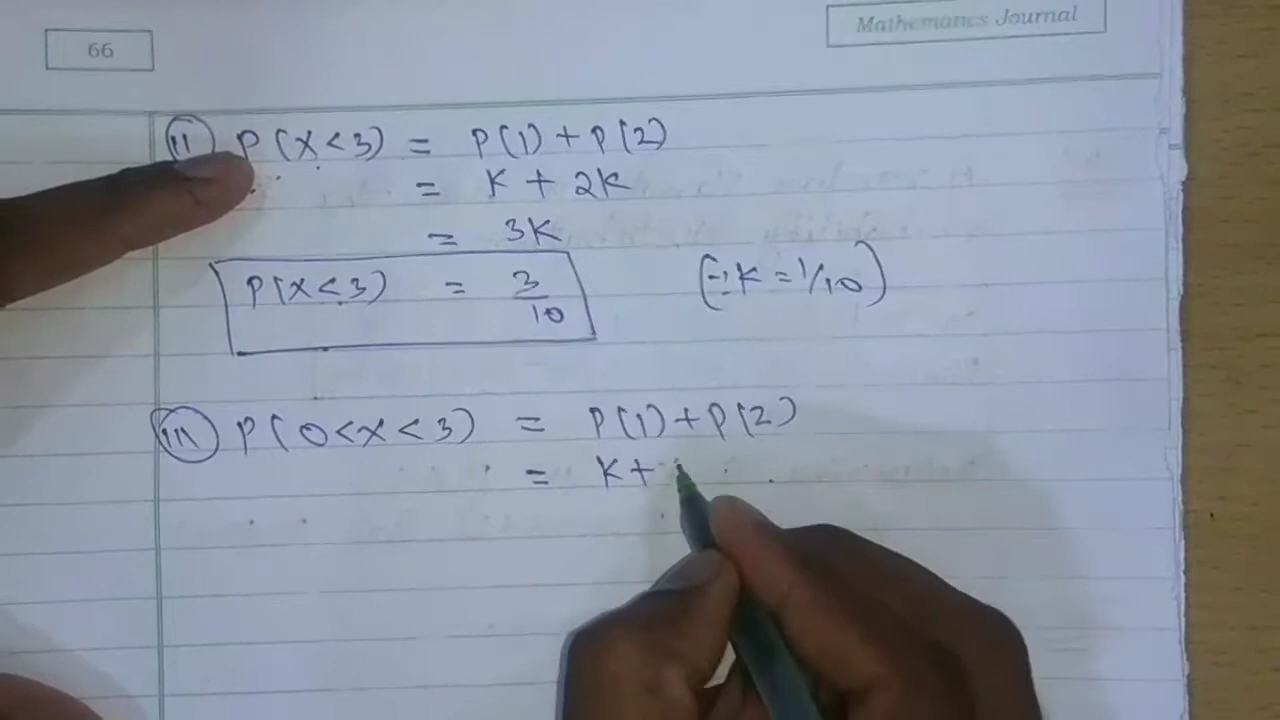 66
Mathematics Journal
(ii) P(X<3) = P(1)+P(2)
= K + 2K
= 3K
P(X<3) = 3/10 (∵ K = 1/10)
(iii) P(0<X<3) = P(1)+P(2)
= K+